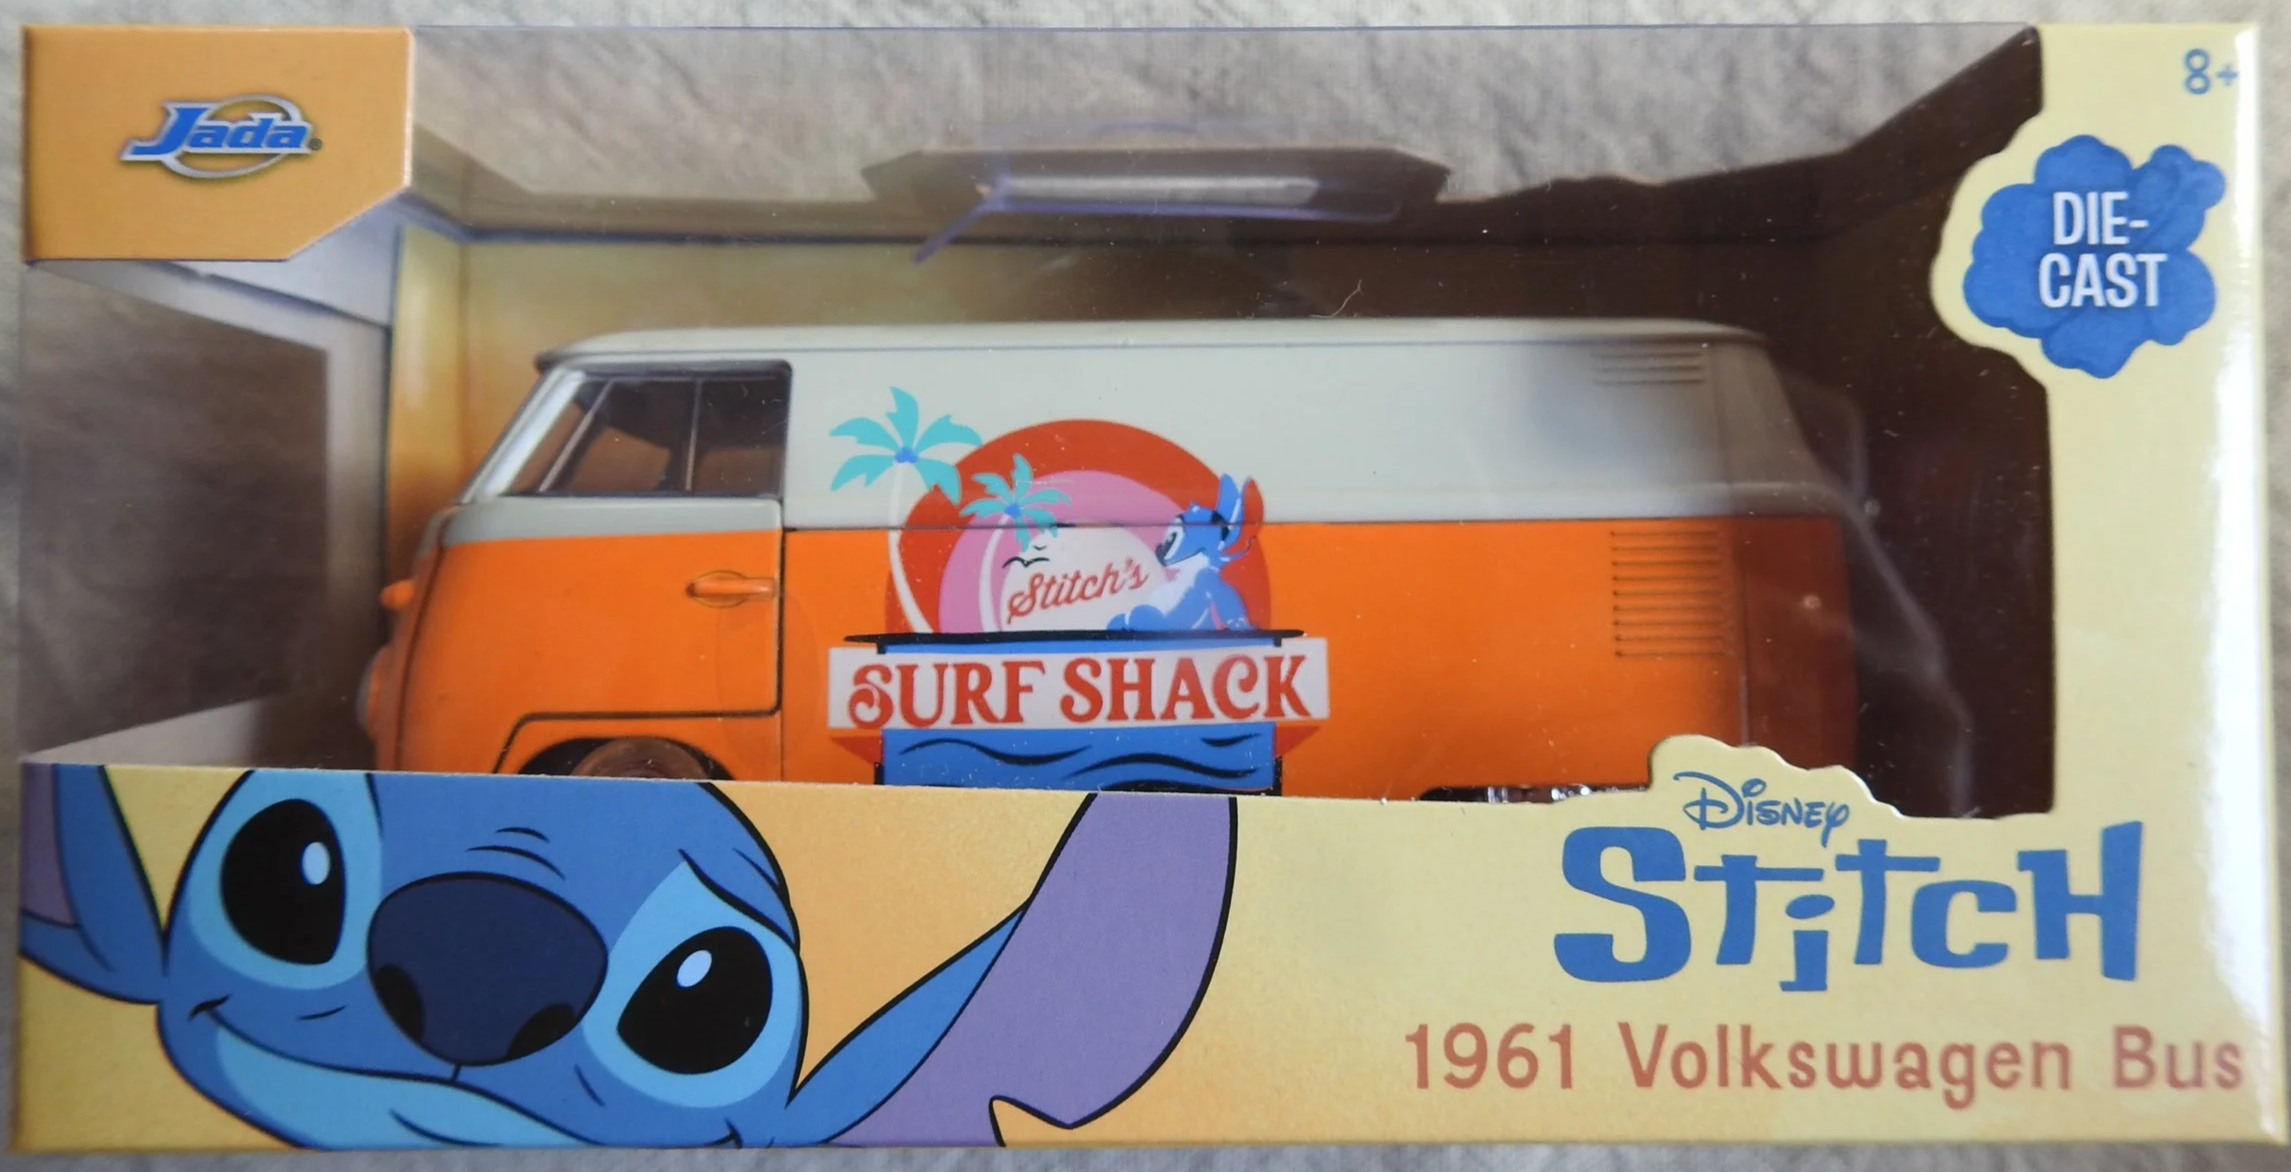 Jada
8+
DIE-
CAST
Stitch's
SURF SHACK
Disney
Stitch
1961 Volkswagen Bus